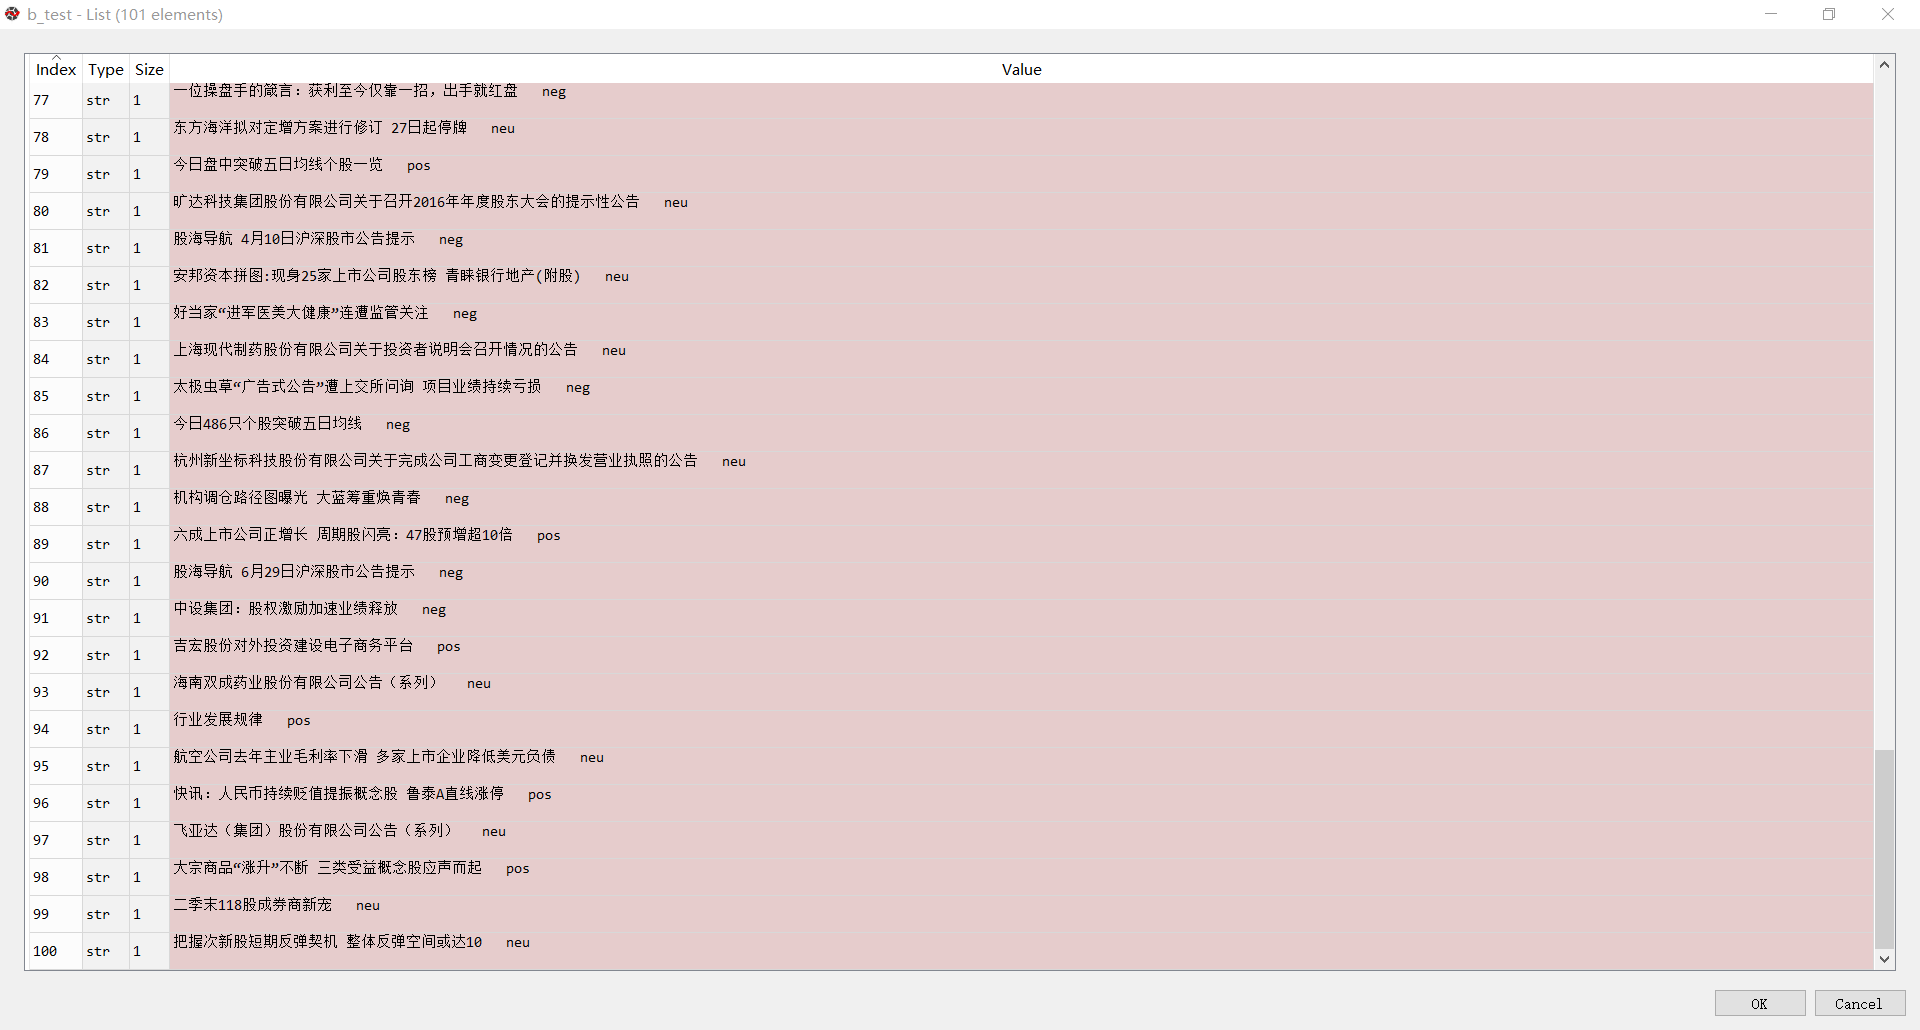 b_test - List (101 elements)
Index Type Size Value
77 str 1 一位操盘手的箴言：获利至今仅靠一招，出手就红盘 neg
78 str 1 东方海洋拟对定增方案进行修订 27日起停牌 neu
79 str 1 今日盘中突破五日均线个股一览 pos
80 str 1 旷达科技集团股份有限公司关于召开2016年年度股东大会的提示性公告 neu
81 str 1 股海导航 4月10日沪深股市公告提示 neg
82 str 1 安邦资本拼图:现身25家上市公司股东榜 青睐银行地产(附股) neu
83 str 1 好当家“进军医美大健康”连遭监管关注 neg
84 str 1 上海现代制药股份有限公司关于投资者说明会召开情况的公告 neu
85 str 1 太极虫草“广告式公告”遭上交所问询 项目业绩持续亏损 neg
86 str 1 今日486只个股突破五日均线 neg
87 str 1 杭州新坐标科技股份有限公司关于完成公司工商变更登记并换发营业执照的公告 neu
88 str 1 机构调仓路径图曝光 大蓝筹重焕青春 neg
89 str 1 六成上市公司正增长 周期股闪亮：47股预增超10倍 pos
90 str 1 股海导航 6月29日沪深股市公告提示 neg
91 str 1 中设集团：股权激励加速业绩释放 neg
92 str 1 吉宏股份对外投资建设电子商务平台 pos
93 str 1 海南双成药业股份有限公司公告（系列） neu
94 str 1 行业发展规律 pos
95 str 1 航空公司去年主业毛利率下滑 多家上市企业降低美元负债 neu
96 str 1 快讯：人民币持续贬值提振概念股 鲁泰A直线涨停 pos
97 str 1 飞亚达（集团）股份有限公司公告（系列） neu
98 str 1 大宗商品“涨升”不断 三类受益概念股应声而起 pos
99 str 1 二季末118股成券商新宠 neu
100 str 1 把握次新股短期反弹契机 整体反弹空间或达10 neu
OK Cancel